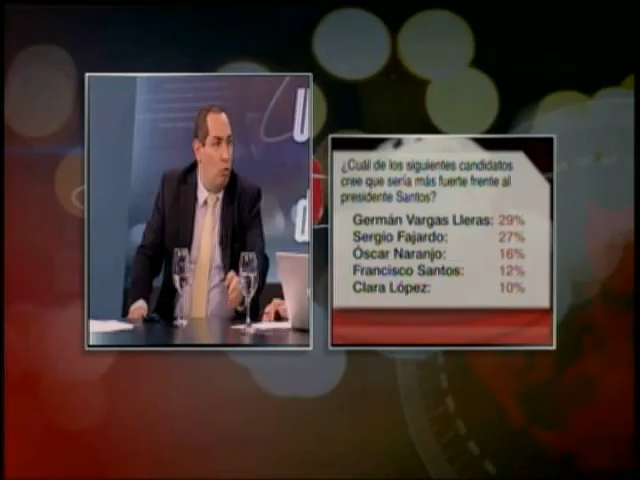 ¿Cuál de los siguientes candidatos
cree que sería más fuerte frente al
presidente Santos?
Germán Vargas Lleras: 29%
Sergio Fajardo: 27%
Óscar Naranjo: 16%
Francisco Santos: 12%
Clara López: 10%